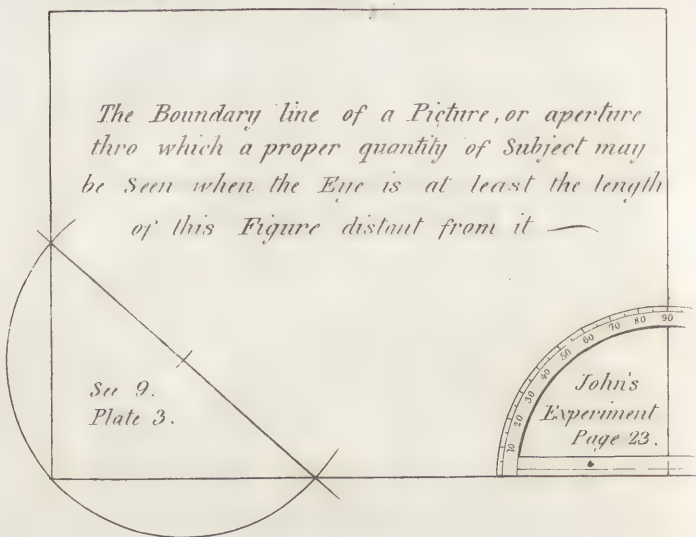 The Boundary line of a Picture, or aperture
thro which a proper quantity of Subject may
be Seen when the Eye is at least the length
of this Figure distant from it —
See 9.
Plate 3.
10 20 30 40 50 60 70 80 90
John's
Experiment
Page 23.